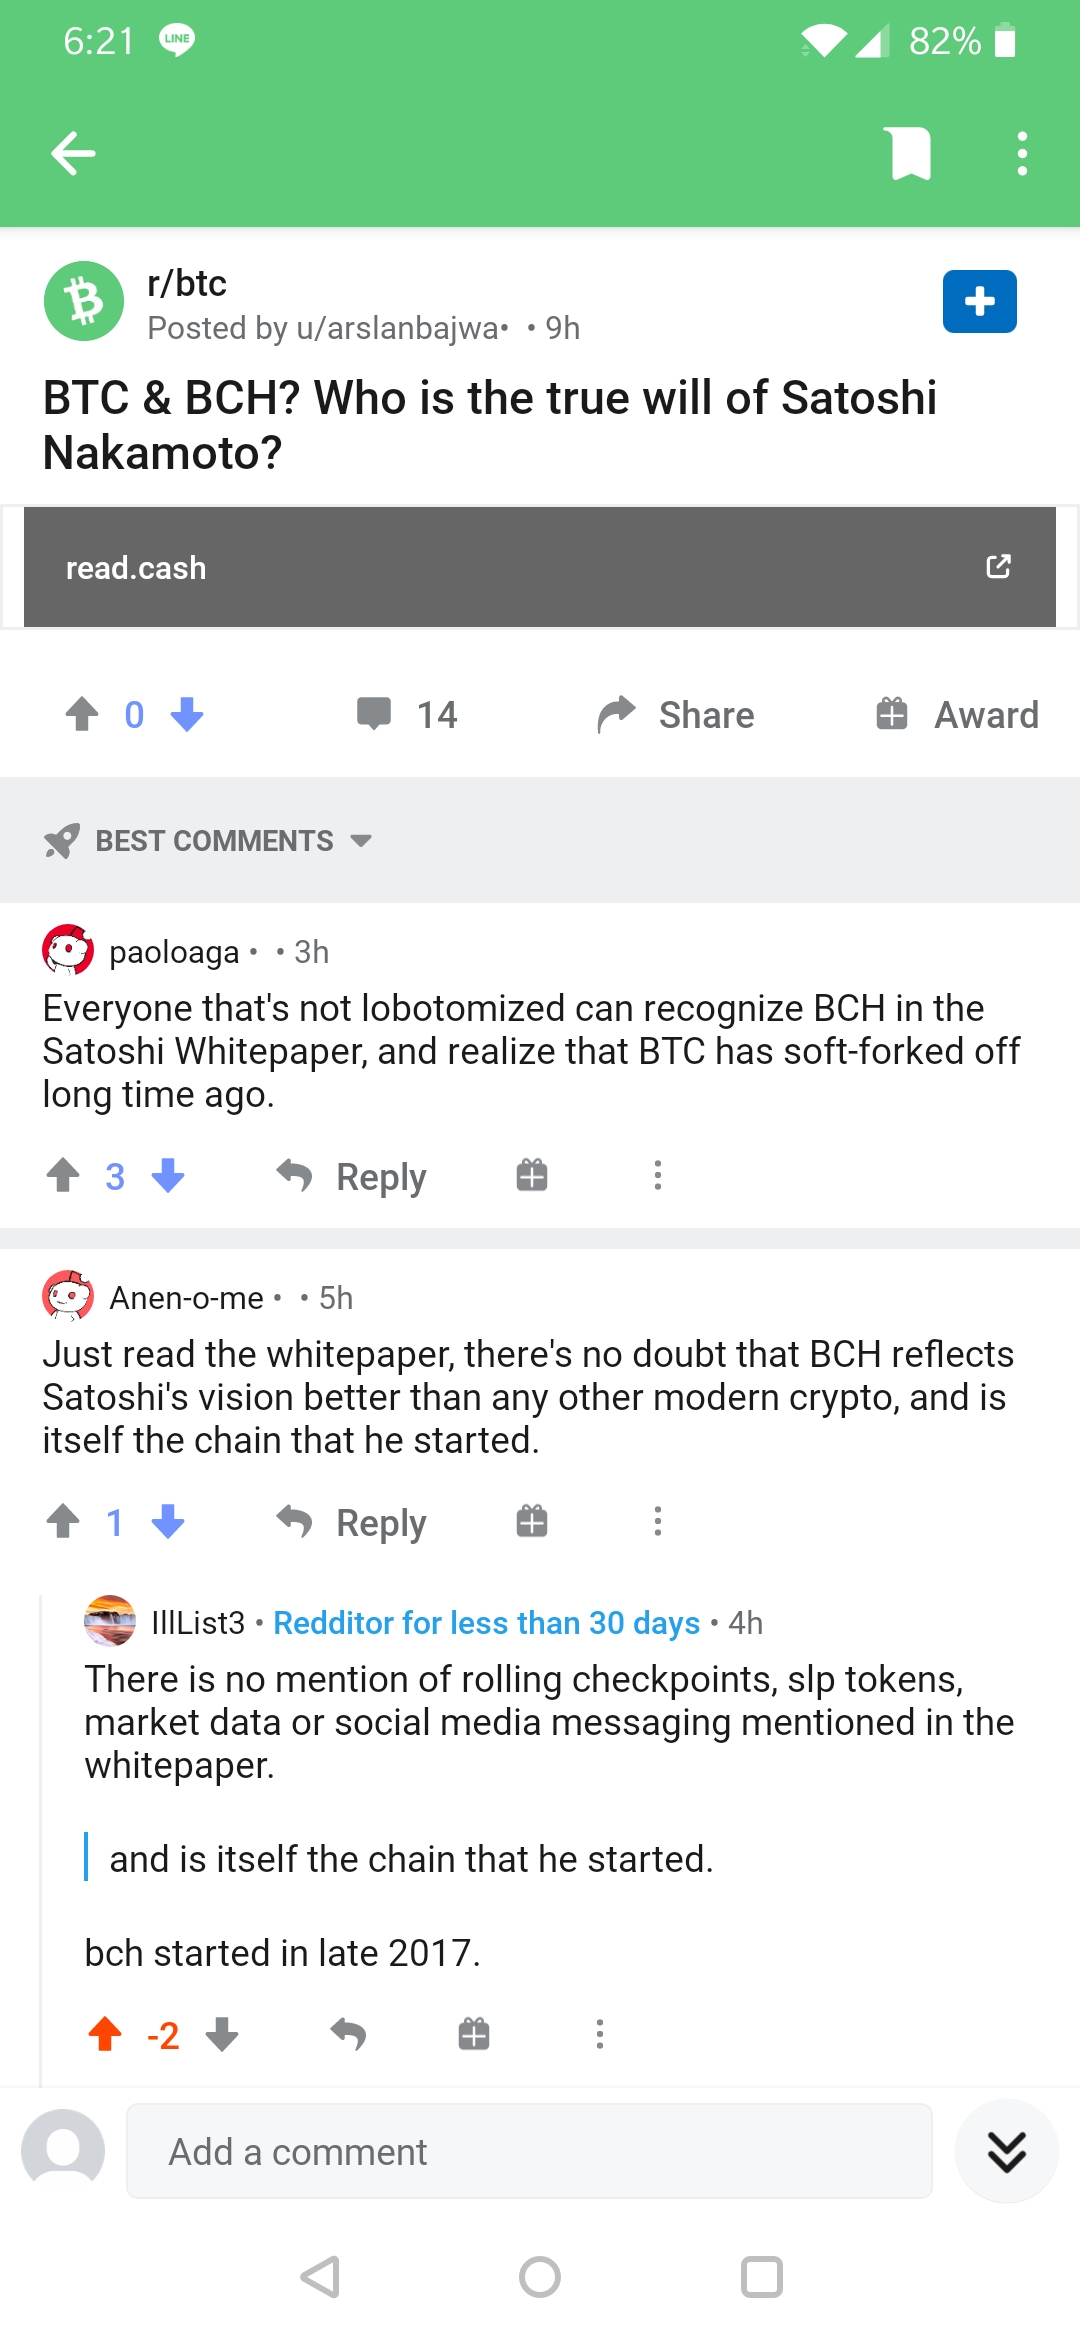 6:21 LINE 82%
r/btc
Posted by u/arslanbajwa• • 9h
BTC & BCH? Who is the true will of Satoshi
Nakamoto?
read.cash
0 14 Share Award
BEST COMMENTS
paoloaga • • 3h
Everyone that's not lobotomized can recognize BCH in the
Satoshi Whitepaper, and realize that BTC has soft-forked off
long time ago.
3 Reply
Anen-o-me • • 5h
Just read the whitepaper, there's no doubt that BCH reflects
Satoshi's vision better than any other modern crypto, and is
itself the chain that he started.
1 Reply
IllList3 • Redditor for less than 30 days • 4h
There is no mention of rolling checkpoints, slp tokens,
market data or social media messaging mentioned in the
whitepaper.
and is itself the chain that he started.
bch started in late 2017.
-2
Add a comment